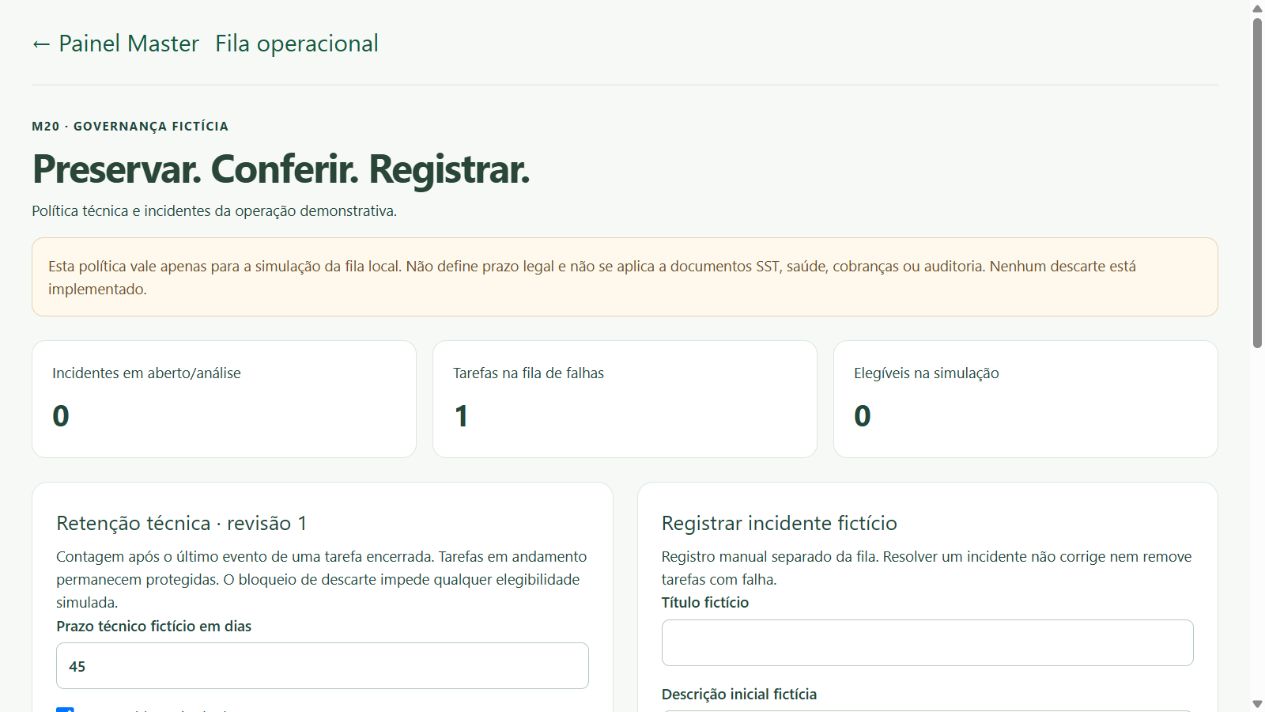 ← Painel Master Fila operacional
M20 · GOVERNANÇA FICTÍCIA
Preservar. Conferir. Registrar.
Política técnica e incidentes da operação demonstrativa.
Esta política vale apenas para a simulação da fila local. Não define prazo legal e não se aplica a documentos SST, saúde, cobranças ou auditoria. Nenhum descarte está
implementado.
Incidentes em aberto/análise
0
Tarefas na fila de falhas
1
Elegíveis na simulação
0
Retenção técnica · revisão 1
Contagem após o último evento de uma tarefa encerrada. Tarefas em andamento
permanecem protegidas. O bloqueio de descarte impede qualquer elegibilidade
simulada.
Prazo técnico fictício em dias
45
Registrar incidente fictício
Registro manual separado da fila. Resolver um incidente não corrige nem remove
tarefas com falha.
Título fictício
Descrição inicial fictícia